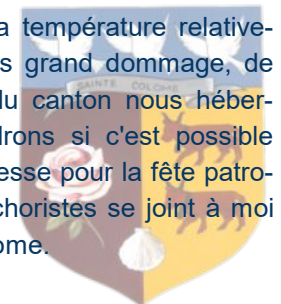 a température relative-
s grand dommage, de
SAINTE COLOME
du canton nous héber-
drons si c'est possible
esse pour la fête patro-
choristes se joint à moi
ome.